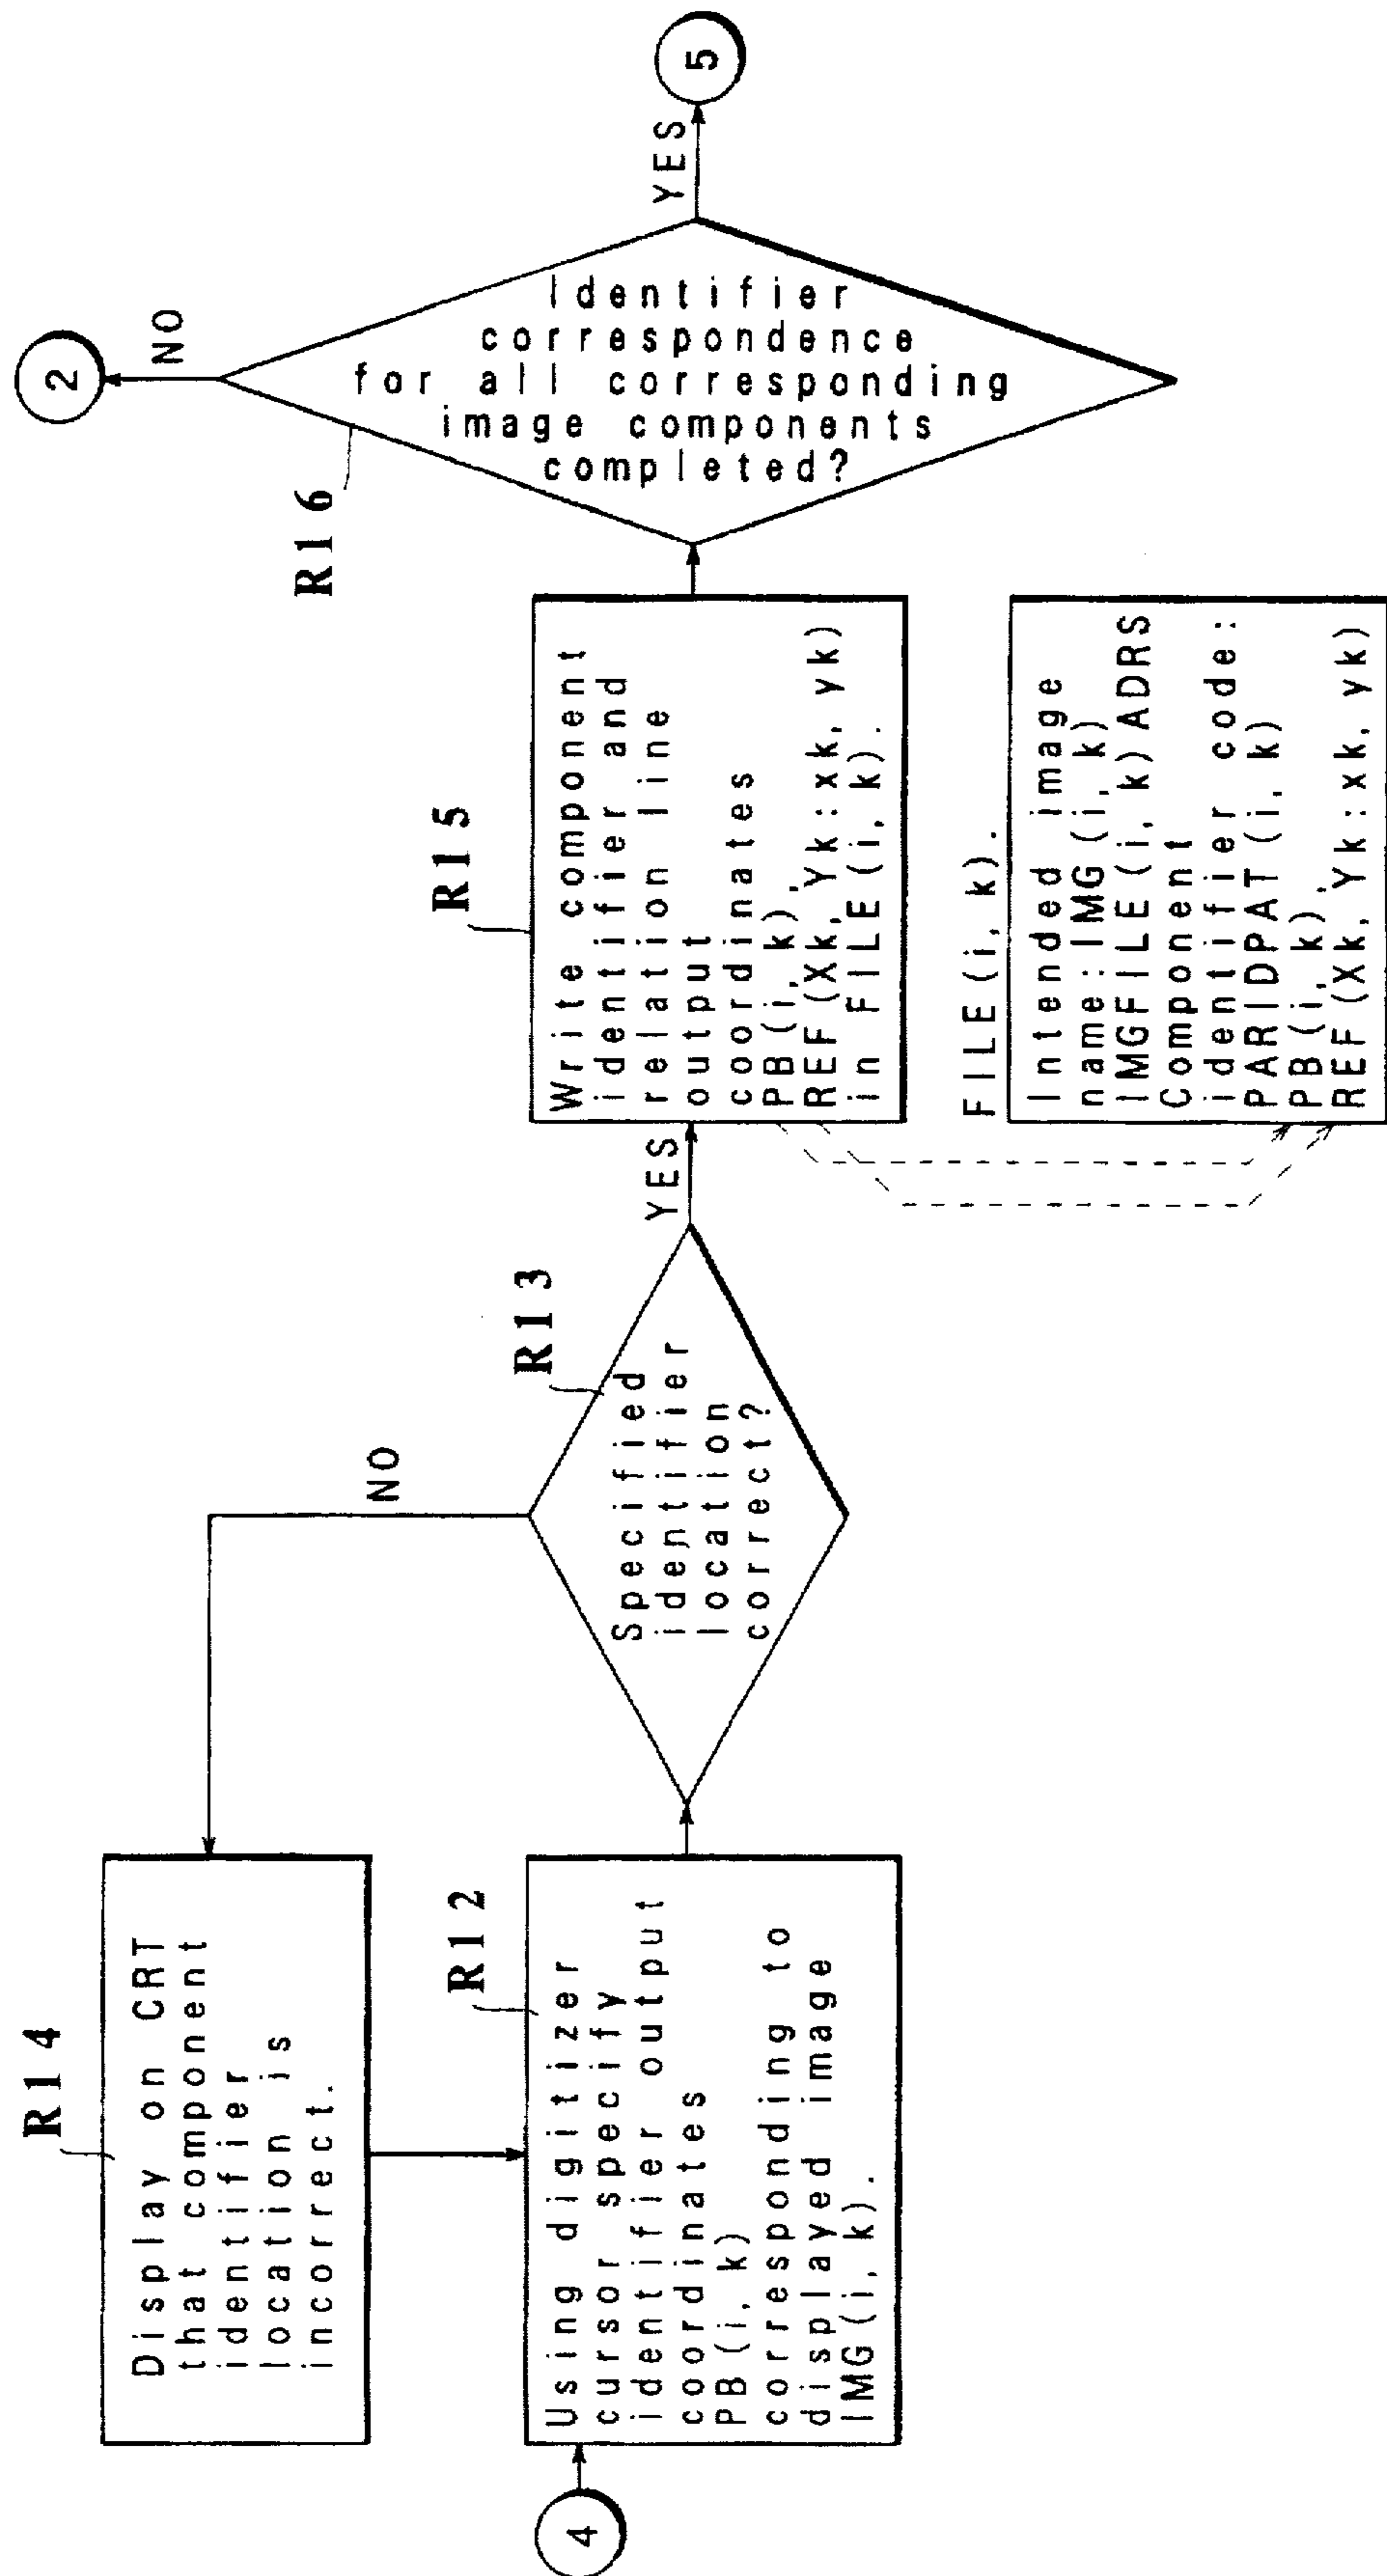 4
R14
Display on CRT
that component
identifier
location is
incorrect.
R12
Using digitizer
cursor specify
identifier output
coordinates
PB(i,k)
corresponding to
displayed image
IMG(i,k).
NO
R13
Specified
identifier
location
correct?
YES
R15
Write component
identifier and
relation line
output
coordinates
PB(i,k),
REF(Xk,Yk:xk,yk)
in FILE(i,k).
FILE(i,k).
Intended image
name:IMG(i,k)
IMGFILE(i,k)ADRS
Component
identifier code:
PARIDPAT(i,k)
PB(i,k),
REF(Xk,Yk:xk,yk)
R16
Identifier
correspondence
for all corresponding
image components
completed?
NO
2
YES
5